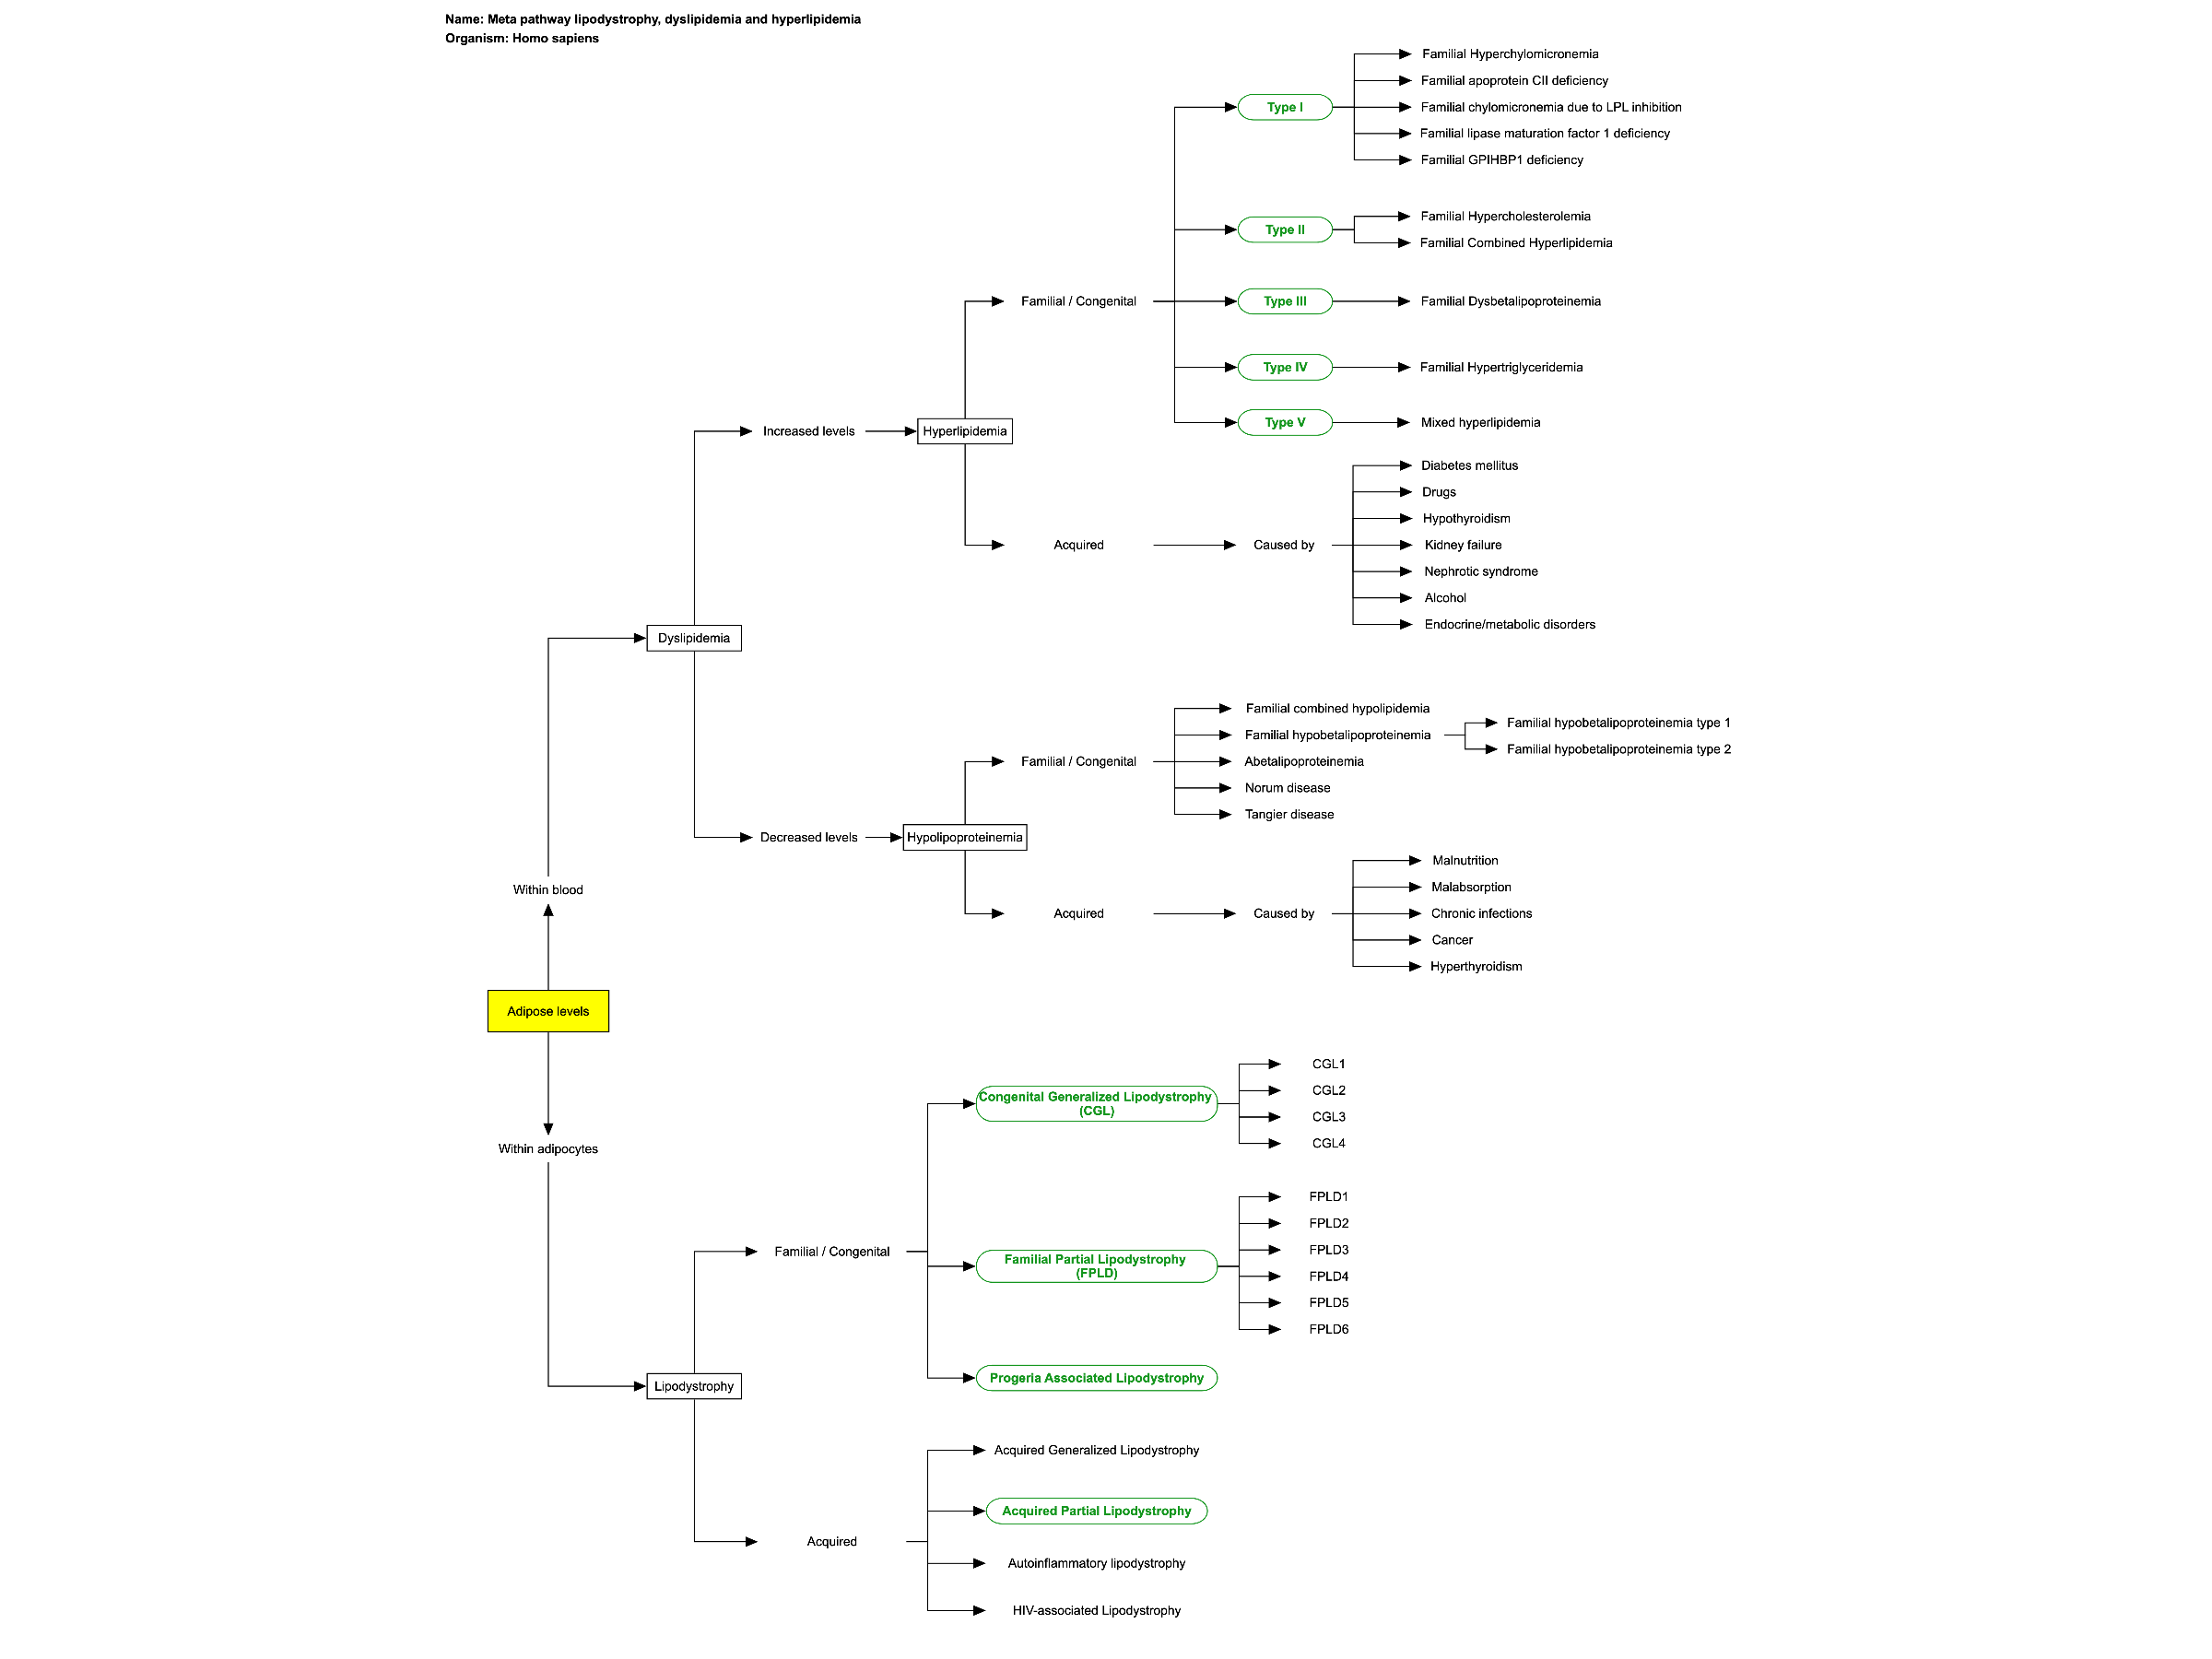 Name: Meta pathway lipodystrophy, dyslipidemia and hyperlipidemia
Organism: Homo sapiens
Familial Hyperchylomicronemia
Familial apoprotein CII deficiency
Type I
Familial chylomicronemia due to LPL inhibition
Familial lipase maturation factor 1 deficiency
Familial GPIHBP1 deficiency
Familial Hypercholesterolemia
Type II
Familial Combined Hyperlipidemia
Familial / Congenital
Type III
Familial Dysbetalipoproteinemia
Type IV
Familial Hypertriglyceridemia
Type V
Mixed hyperlipidemia
Increased levels
Hyperlipidemia
Diabetes mellitus
Drugs
Hypothyroidism
Acquired
Caused by
Kidney failure
Nephrotic syndrome
Alcohol
Endocrine/metabolic disorders
Dyslipidemia
Familial combined hypolipidemia
Familial hypobetalipoproteinemia
Familial hypobetalipoproteinemia type 1
Familial hypobetalipoproteinemia type 2
Familial / Congenital
Abetalipoproteinemia
Norum disease
Tangier disease
Decreased levels
Hypolipoproteinemia
Malnutrition
Malabsorption
Within blood
Acquired
Caused by
Chronic infections
Cancer
Hyperthyroidism
Adipose levels
CGL1
CGL2
Congenital Generalized Lipodystrophy
(CGL)
CGL3
CGL4
Within adipocytes
FPLD1
FPLD2
Familial / Congenital
FPLD3
Familial Partial Lipodystrophy
(FPLD)
FPLD4
FPLD5
FPLD6
Progeria Associated Lipodystrophy
Lipodystrophy
Acquired Generalized Lipodystrophy
Acquired Partial Lipodystrophy
Acquired
Autoinflammatory lipodystrophy
HIV-associated Lipodystrophy